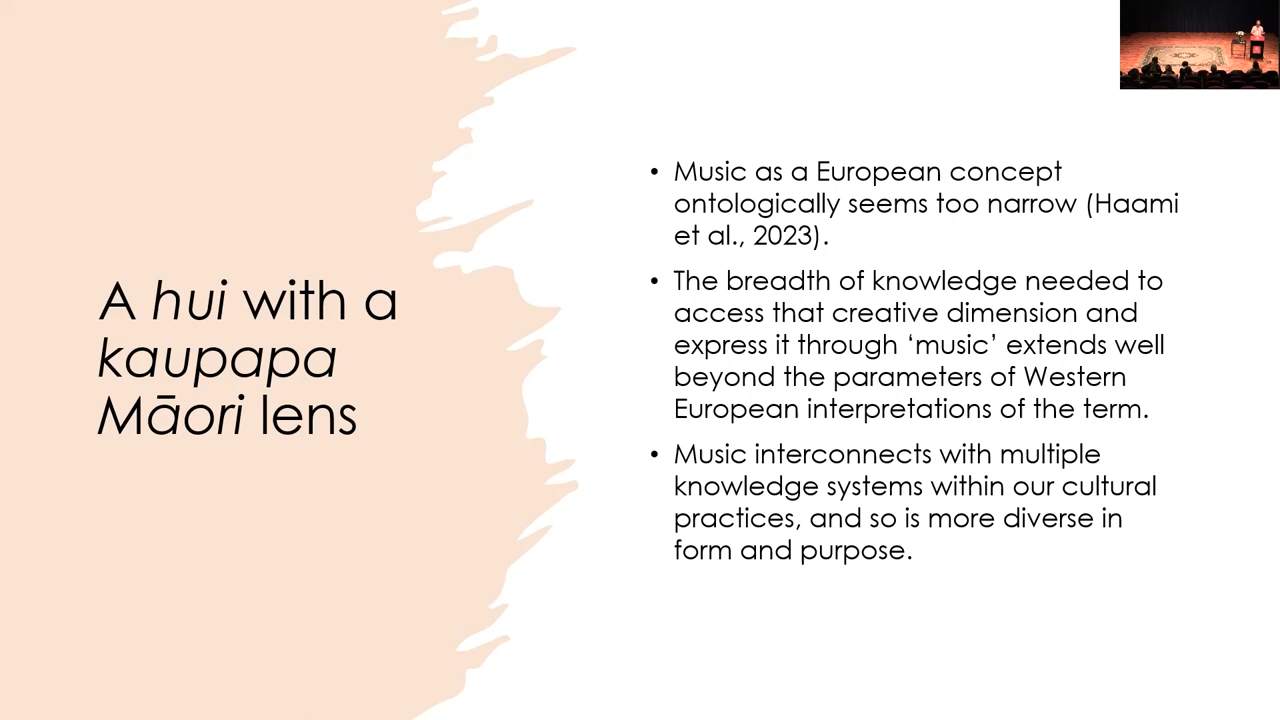 A hui with a
kaupapa
Māori lens
• Music as a European concept
ontologically seems too narrow (Haami
et al., 2023).
• The breadth of knowledge needed to
access that creative dimension and
express it through ‘music’ extends well
beyond the parameters of Western
European interpretations of the term.
• Music interconnects with multiple
knowledge systems within our cultural
practices, and so is more diverse in
form and purpose.